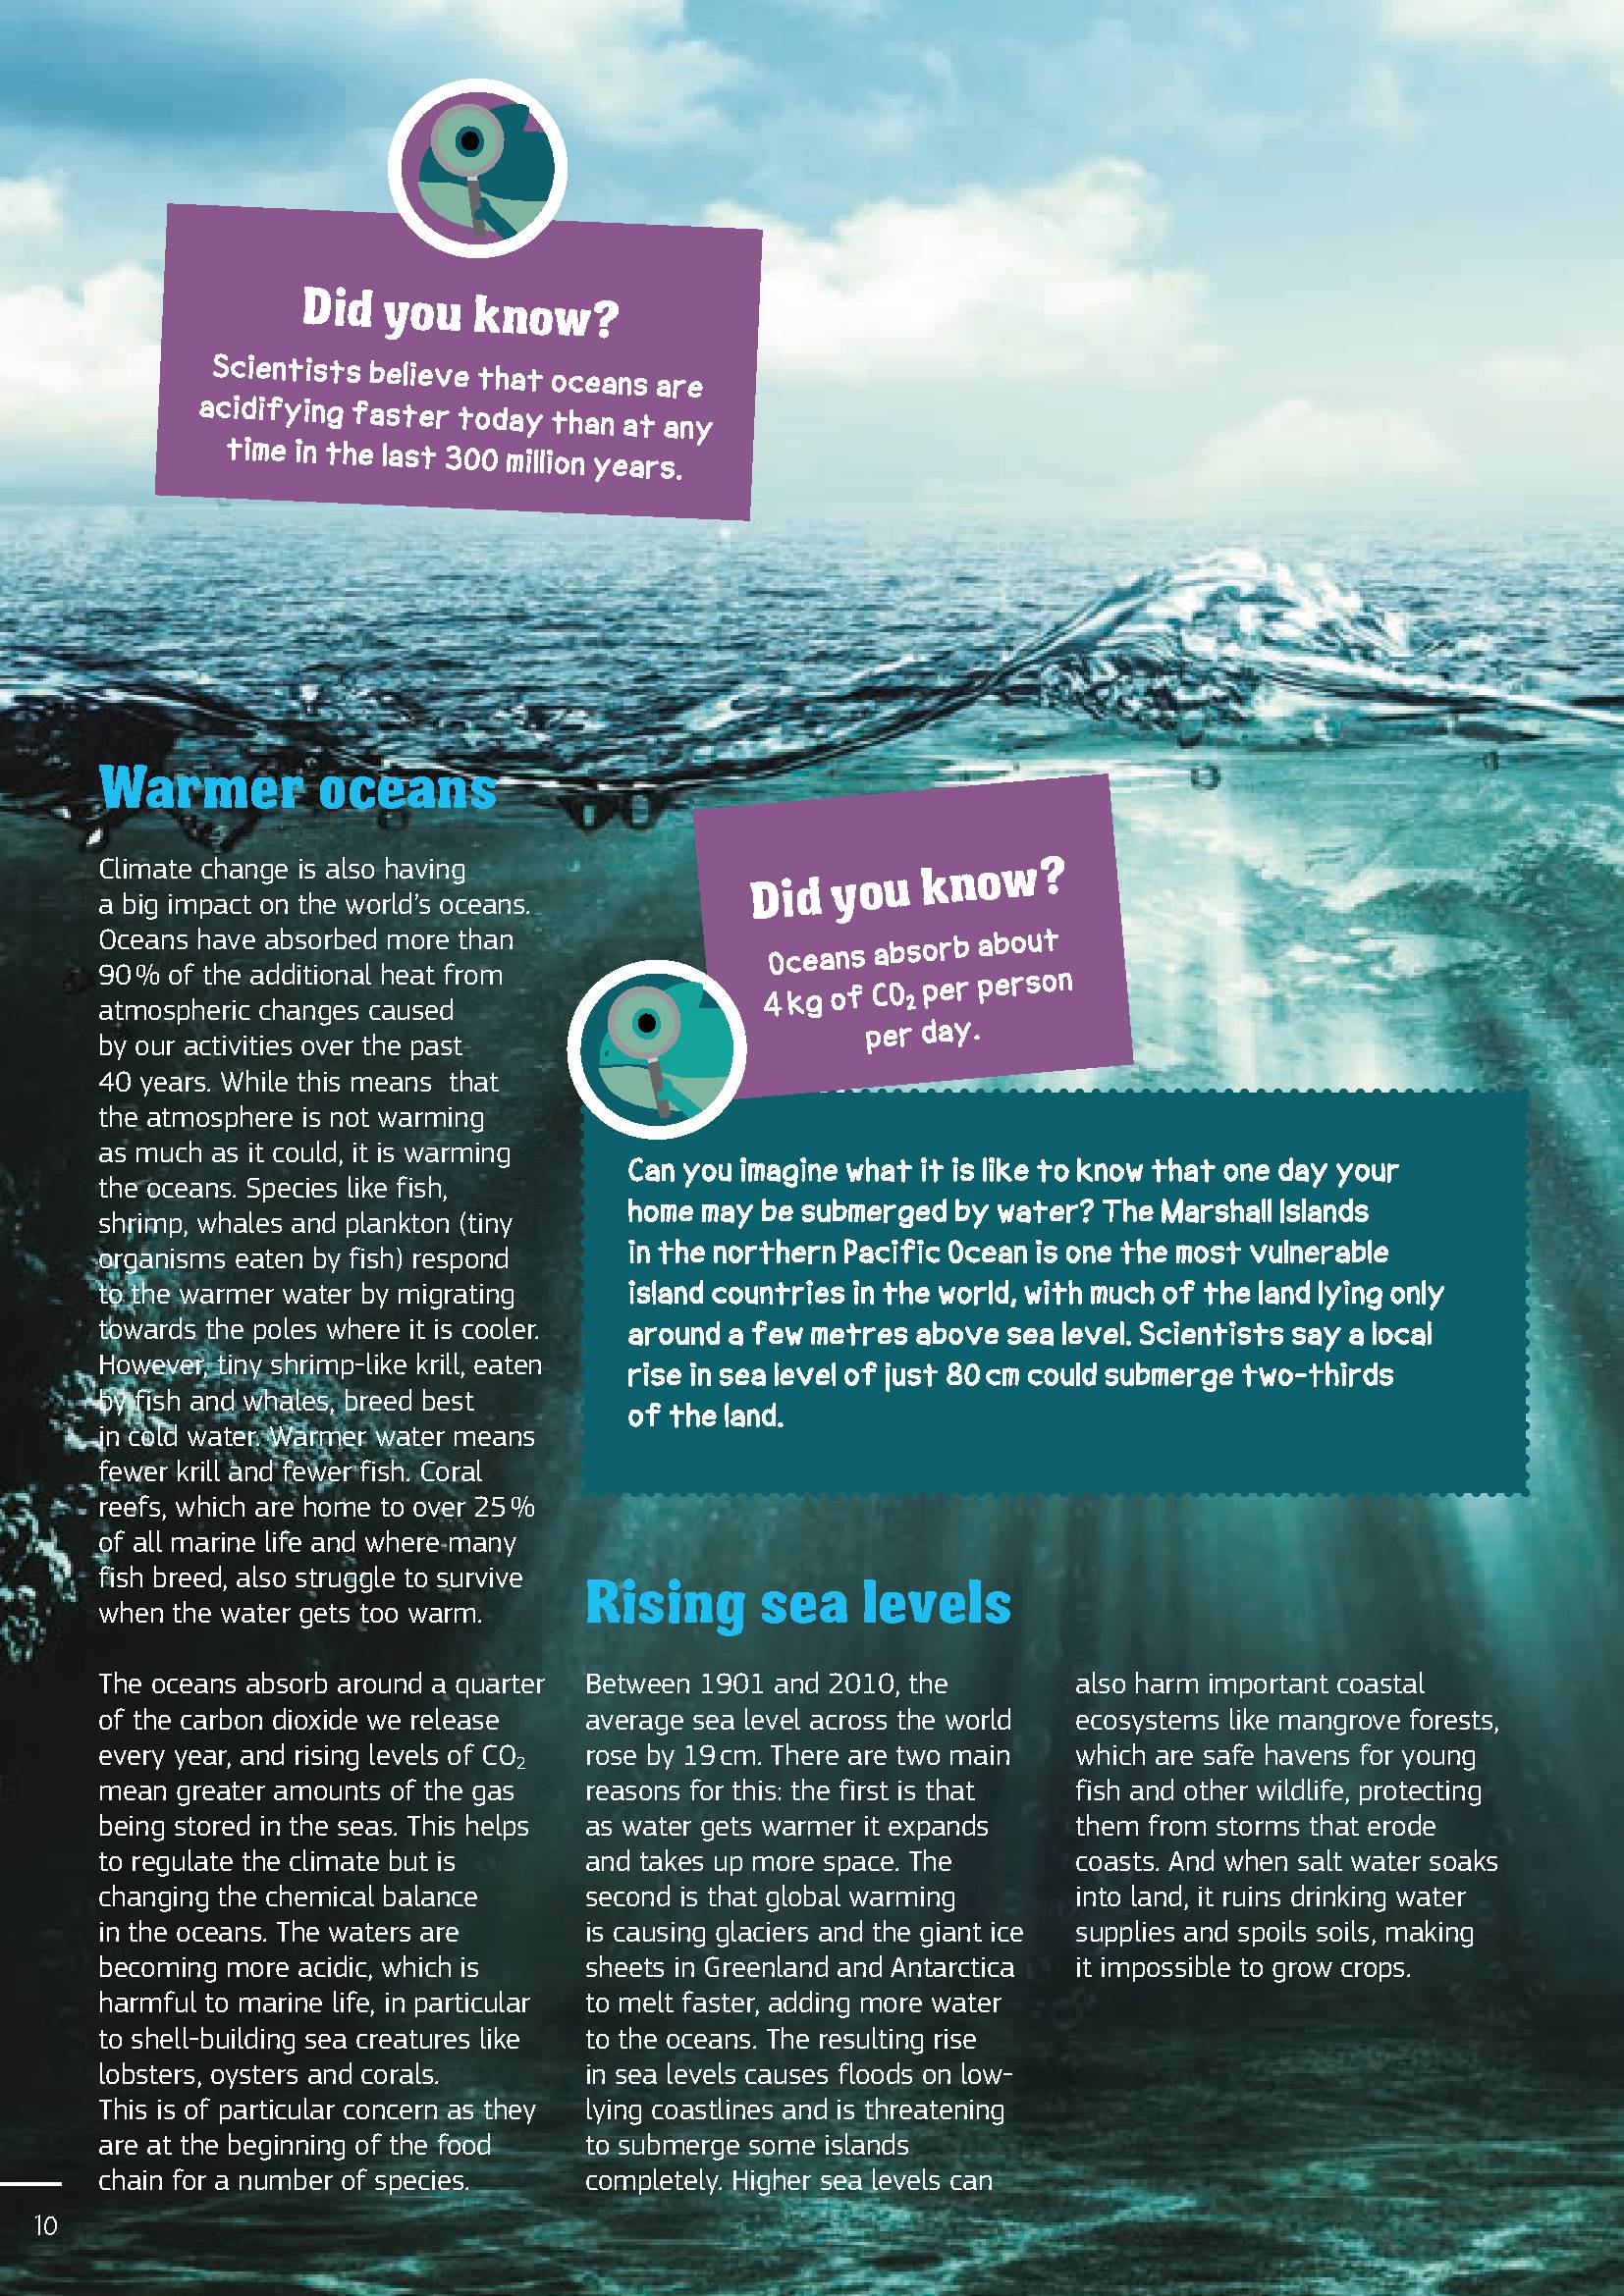 Did you know?
Scientists believe that oceans are
acidifying faster today than at any
time in the last 300 million years.
Warmer oceans
Climate change is also having
a big impact on the world's oceans.
Oceans have absorbed more than
90 % of the additional heat from
atmospheric changes caused
by our activities over the past
40 years. While this means  that
the atmosphere is not warming
as much as it could, it is warming
the oceans. Species like fish,
shrimp, whales and plankton (tiny
organisms eaten by fish) respond
to the warmer water by migrating
towards the poles where it is cooler.
However, tiny shrimp-like krill, eaten
by fish and whales, breed best
in cold water. Warmer water means
fewer krill and fewer fish. Coral
reefs, which are home to over 25 %
of all marine life and where many
fish breed, also struggle to survive
when the water gets too warm.
The oceans absorb around a quarter
of the carbon dioxide we release
every year, and rising levels of CO₂
mean greater amounts of the gas
being stored in the seas. This helps
to regulate the climate but is
changing the chemical balance
in the oceans. The waters are
becoming more acidic, which is
harmful to marine life, in particular
to shell-building sea creatures like
lobsters, oysters and corals.
This is of particular concern as they
are at the beginning of the food
chain for a number of species.
Did you know?
Oceans absorb about
4 kg of CO₂ per person
per day.
Can you imagine what it is like to know that one day your
home may be submerged by water? The Marshall Islands
in the northern Pacific Ocean is one the most vulnerable
island countries in the world, with much of the land lying only
around a few metres above sea level. Scientists say a local
rise in sea level of just 80 cm could submerge two-thirds
of the land.
Rising sea levels
Between 1901 and 2010, the
average sea level across the world
rose by 19 cm. There are two main
reasons for this: the first is that
as water gets warmer it expands
and takes up more space. The
second is that global warming
is causing glaciers and the giant ice
sheets in Greenland and Antarctica
to melt faster, adding more water
to the oceans. The resulting rise
in sea levels causes floods on low-
lying coastlines and is threatening
to submerge some islands
completely. Higher sea levels can
also harm important coastal
ecosystems like mangrove forests,
which are safe havens for young
fish and other wildlife, protecting
them from storms that erode
coasts. And when salt water soaks
into land, it ruins drinking water
supplies and spoils soils, making
it impossible to grow crops.
10